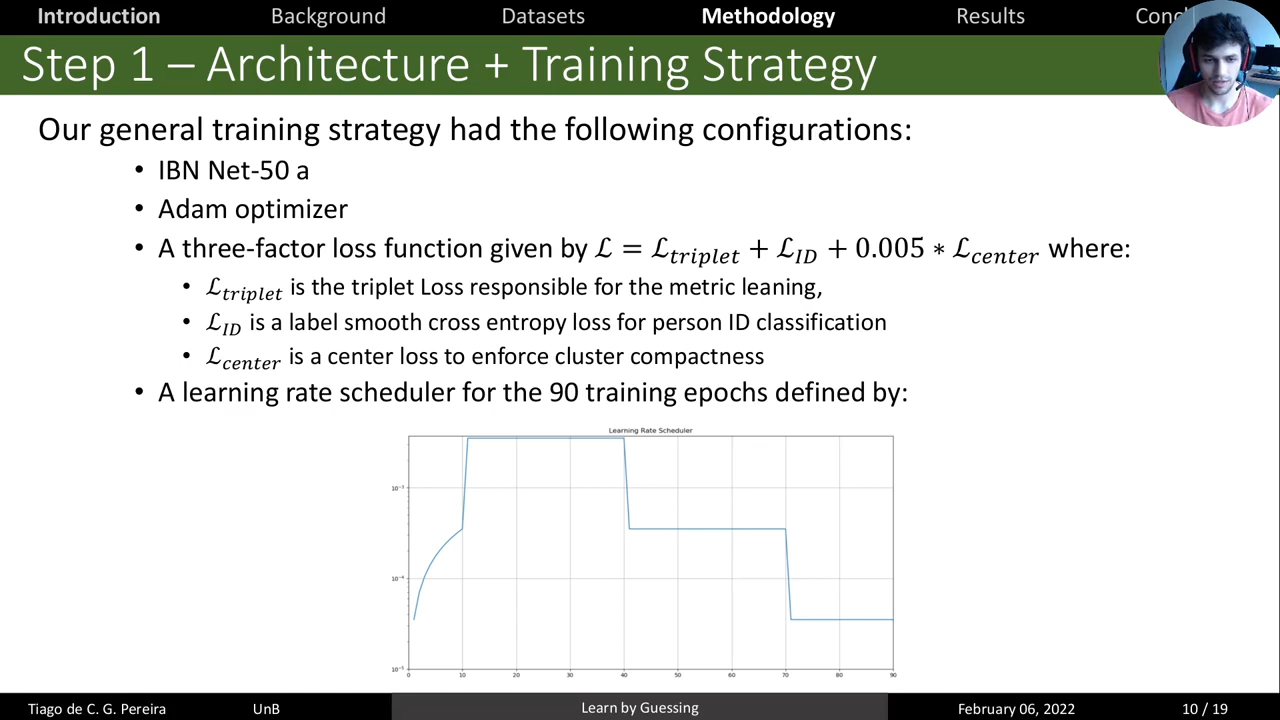 Introduction Background Datasets Methodology Results
Step 1 – Architecture + Training Strategy
Our general training strategy had the following configurations:
• IBN Net-50 a
• Adam optimizer
• A three-factor loss function given by ℒ = ℒ_triplet + ℒ_ID + 0.005 ∗ ℒ_center where:
• ℒ_triplet is the triplet Loss responsible for the metric leaning,
• ℒ_ID is a label smooth cross entropy loss for person ID classification
• ℒ_center is a center loss to enforce cluster compactness
• A learning rate scheduler for the 90 training epochs defined by:
Learning Rate Scheduler
10⁻³
10⁻⁴
10⁻⁵
0 10 20 30 40 50 60 70 80 90
Tiago de C. G. Pereira UnB Learn by Guessing February 06, 2022 10 / 19